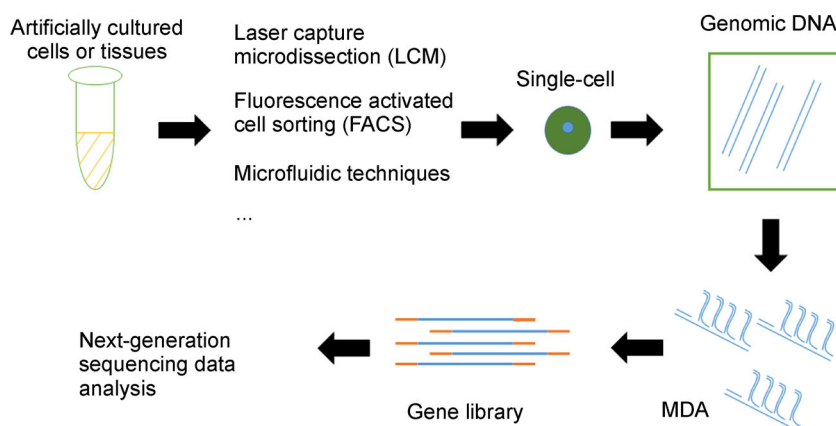 Artificially cultured
cells or tissues
Laser capture
microdissection (LCM)
Fluorescence activated
cell sorting (FACS)
Microfluidic techniques
...
Single-cell
Genomic DNA
MDA
Gene library
Next-generation
sequencing data
analysis